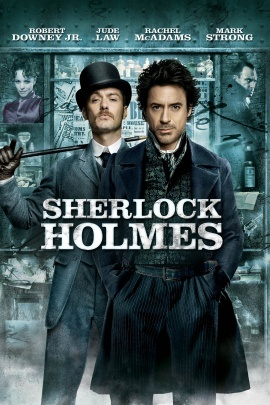 ROBERT
DOWNEY JR.
JUDE
LAW
RACHEL
McADAMS
MARK
STRONG
SHERLOCK
HOLMES